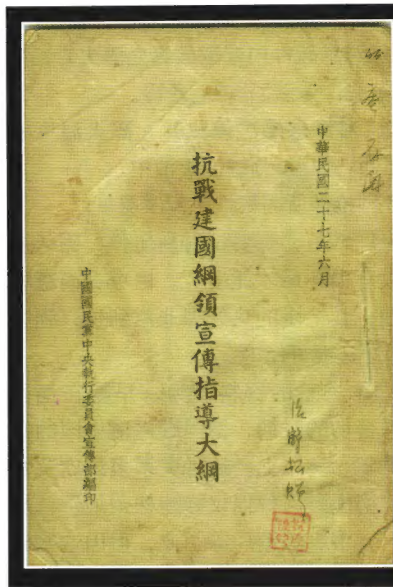 中華民國二十七年六月
抗戰建國綱領宣傳指導大綱
中國國民黨中央執行委員會宣傳部編印